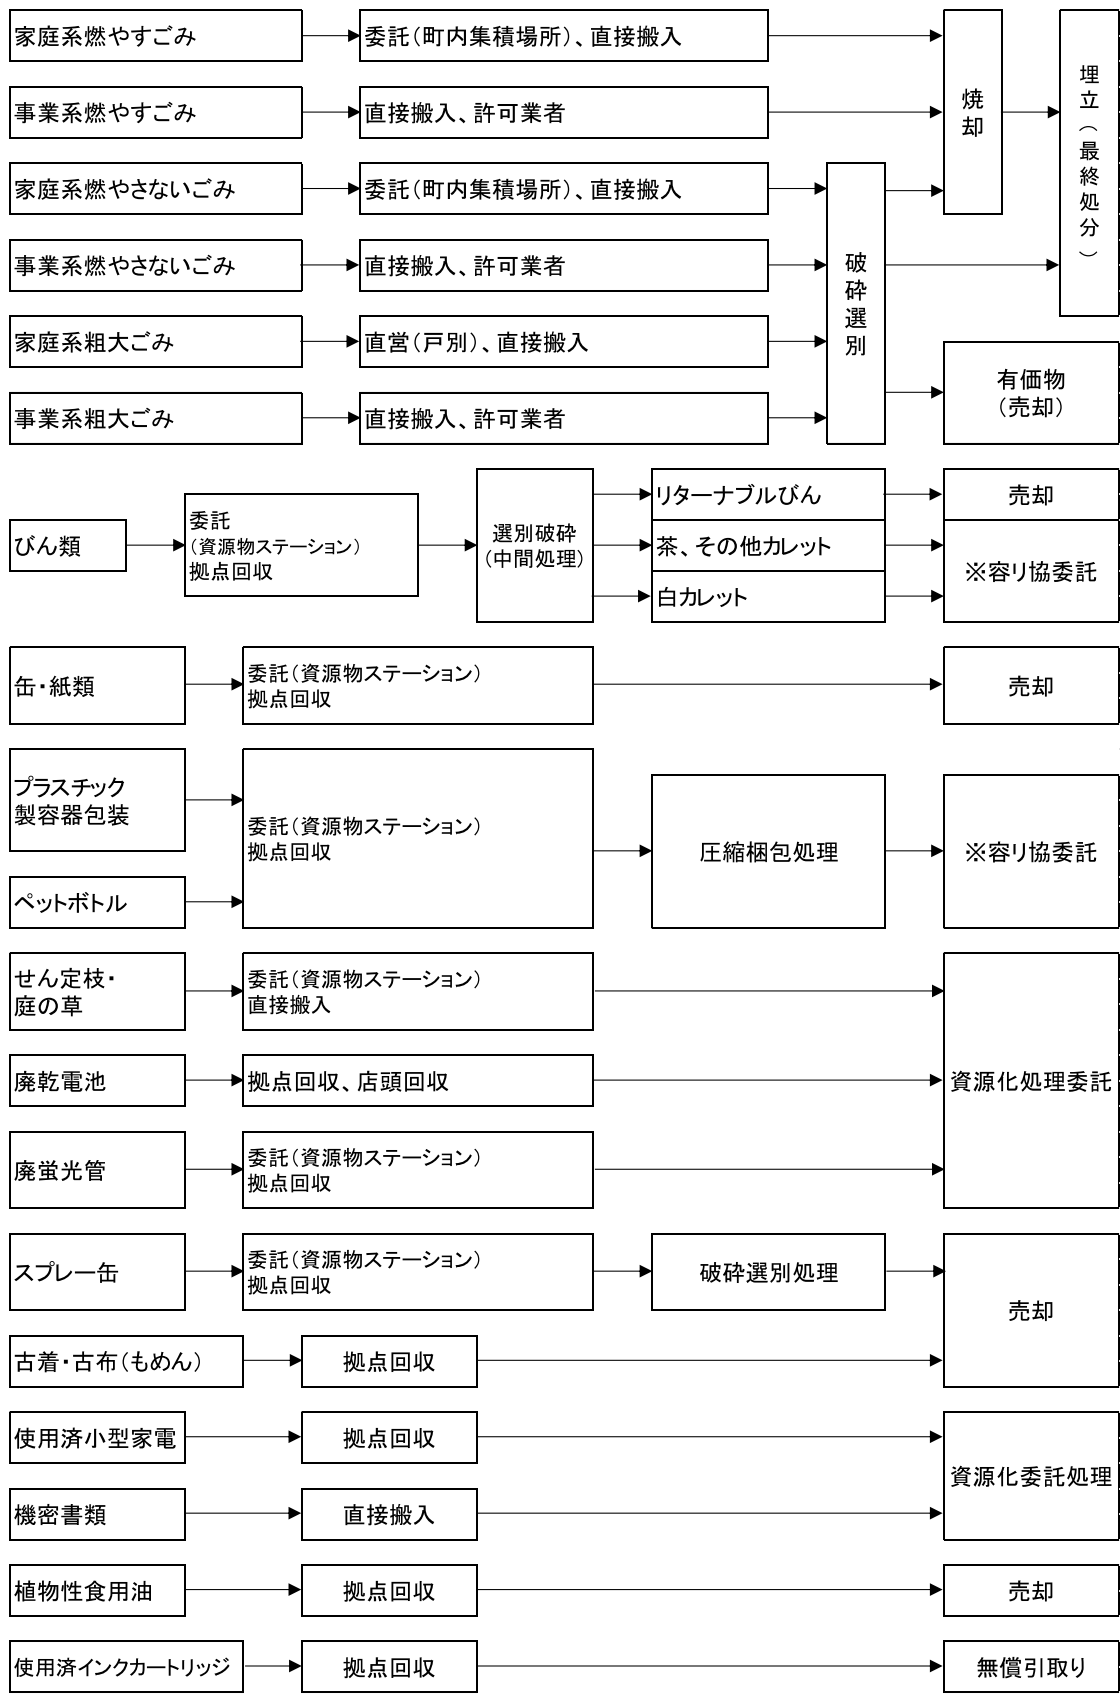 家庭系燃やすごみ
委託(町内集積場所)、直接搬入
焼却
埋立(最終処分)
事業系燃やすごみ
直接搬入、許可業者
家庭系燃やさないごみ
委託(町内集積場所)、直接搬入
破砕選別
事業系燃やさないごみ
直接搬入、許可業者
家庭系粗大ごみ
直営(戸別)、直接搬入
有価物
(売却)
事業系粗大ごみ
直接搬入、許可業者
びん類
委託
(資源物ステーション)
拠点回収
選別破砕
(中間処理)
リターナブルびん
売却
茶、その他カレット
白カレット
※容リ協委託
缶・紙類
委託(資源物ステーション)
拠点回収
売却
プラスチック
製容器包装
ペットボトル
委託(資源物ステーション)
拠点回収
圧縮梱包処理
※容リ協委託
せん定枝・
庭の草
委託(資源物ステーション)
直接搬入
資源化処理委託
廃乾電池
拠点回収、店頭回収
廃蛍光管
委託(資源物ステーション)
拠点回収
スプレー缶
委託(資源物ステーション)
拠点回収
破砕選別処理
売却
古着・古布(もめん)
拠点回収
使用済小型家電
拠点回収
資源化委託処理
機密書類
直接搬入
植物性食用油
拠点回収
売却
使用済インクカートリッジ
拠点回収
無償引取り